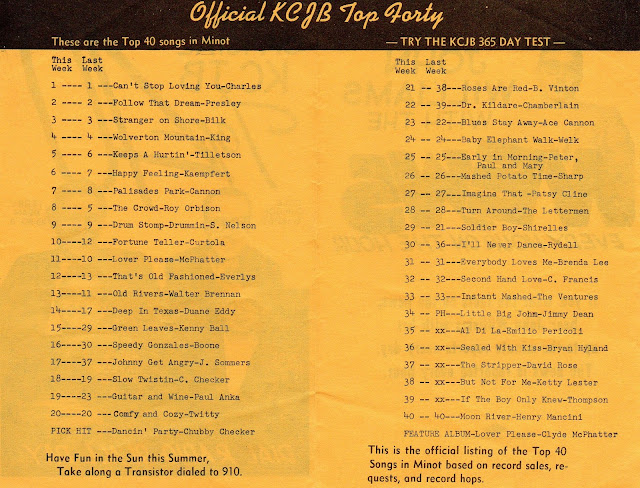 Official KCJB Top Forty
These are the Top 40 songs in Minot
This Last
Week Week
1 ---- 1 ---Can't Stop Loving You-Charles
2 ---- 2 ---Follow That Dream-Presley
3 ---- 3 ---Stranger on Shore-Bilk
4 ---- 4 ---Wolverton Mountain-King
5 ---- 6 ---Keeps A Hurtin'-Tilletson
6 ---- 7 ---Happy Feeling-Kaempfert
7 ---- 8 ---Palisades Park-Cannon
8 ---- 5 ---The Crowd-Roy Orbison
9 ---- 9 ---Drum Stomp-Drummin-S. Nelson
10----12 ---Fortune Teller-Curtola
11----10 ---Lover Please-McPhatter
12----13 ---That's Old Fashioned-Everlys
13----11 ---Old Rivers-Walter Brennan
14----17 ---Deep In Texas-Duane Eddy
15----29 ---Green Leaves-Kenny Ball
16----30 ---Speedy Gonzales-Boone
17----37 ---Johnny Get Angry-J. Sommers
18----19 ---Slow Twistin-C. Checker
19----23 ---Guitar and Wine-Paul Anka
20----20 --- Comfy and Cozy-Twitty
PICK HIT ---Dancin' Party-Chubby Checker
Have Fun in the Sun this Summer,
Take along a Transistor dialed to 910.
— TRY THE KCJB 365 DAY TEST —
This Last
Week Week
21 -- 38---Roses Are Red-B. Vinton
22 -- 39---Dr. Kildare-Chamberlain
23 -- 22---Blues Stay Away-Ace Cannon
24 -- 24---Baby Elephant Walk-Welk
25 -- 25---Early in Morning-Peter,
Paul and Mary
26 -- 26---Mashed Potato Time-Sharp
27 -- 27---Imagine That -Patsy Cline
28 -- 28---Turn Around-The Lettermen
29 -- 21---Soldier Boy-Shirelles
30 -- 36---I'll Never Dance-Rydell
31 -- 31---Everybody Loves Me-Brenda Lee
32 -- 32---Second Hand Love-C. Francis
33 -- 33---Instant Mashed-The Ventures
34 -- PH---Little Big John-Jimmy Dean
35 -- xx---Al Di La-Emilio Pericoli
36 -- xx---Sealed With Kiss-Bryan Hyland
37 -- xx---The Stripper-David Rose
38 -- xx---But Not For Me-Ketty Lester
39 -- xx---If The Boy Only Knew-Thompson
40 -- 40---Moon River-Henry Mancini
FEATURE ALBUM-Lover Please-Clyde McPhatter
This is the official listing of the Top 40
Songs in Minot based on record sales, re-
quests, and record hops.